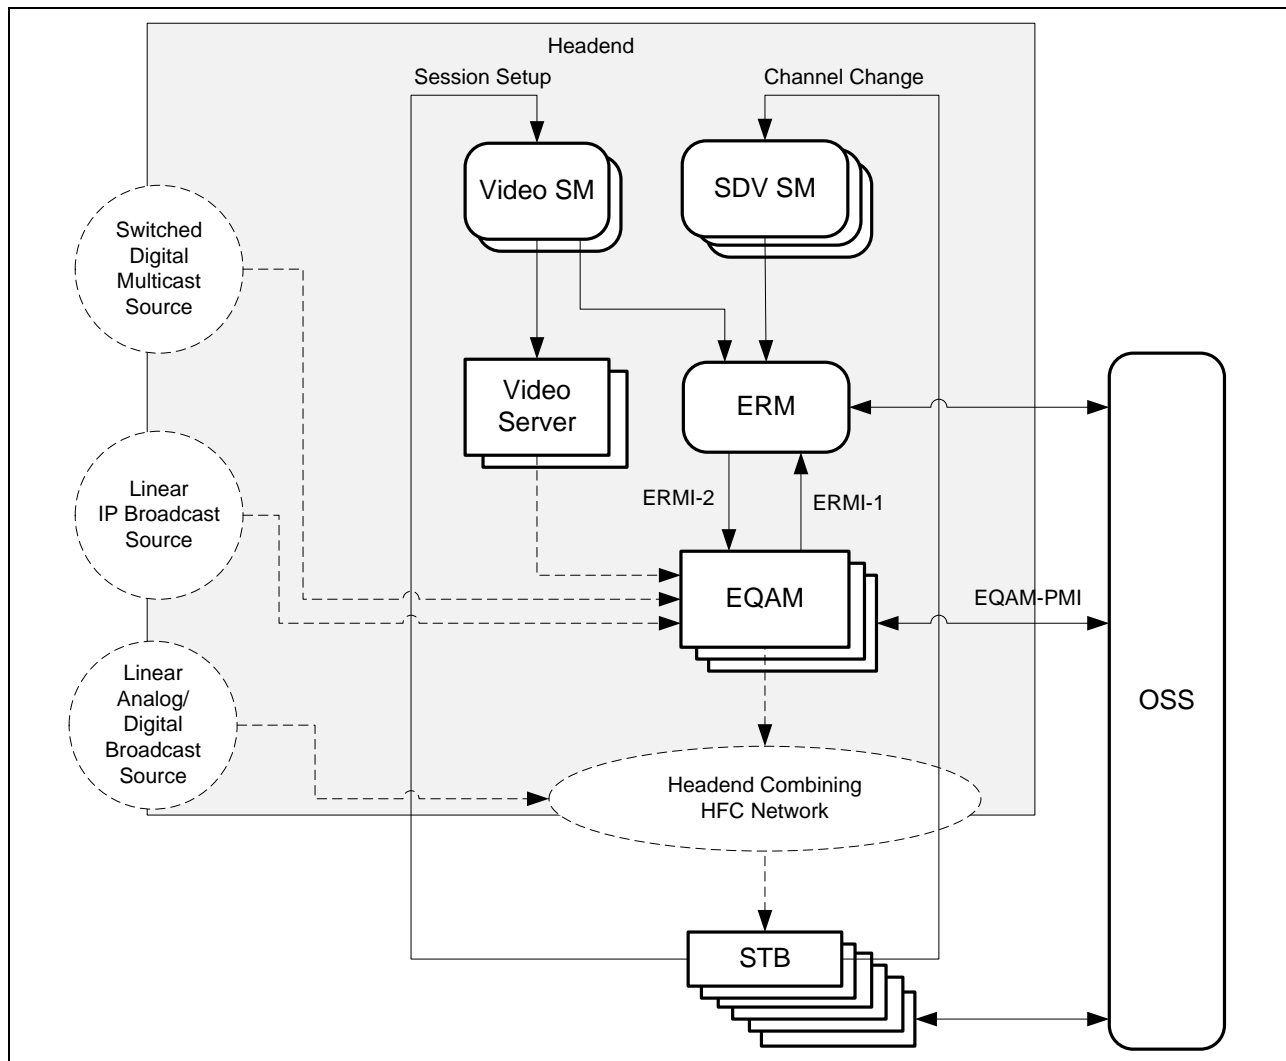 Headend
Session Setup
Channel Change
Video SM
SDV SM
Switched
Digital
Multicast
Source
Video
Server
ERM
ERMI-2
ERMI-1
Linear
IP Broadcast
Source
EQAM
EQAM-PMI
Linear
Analog/
Digital
Broadcast
Source
OSS
Headend Combining
HFC Network
STB